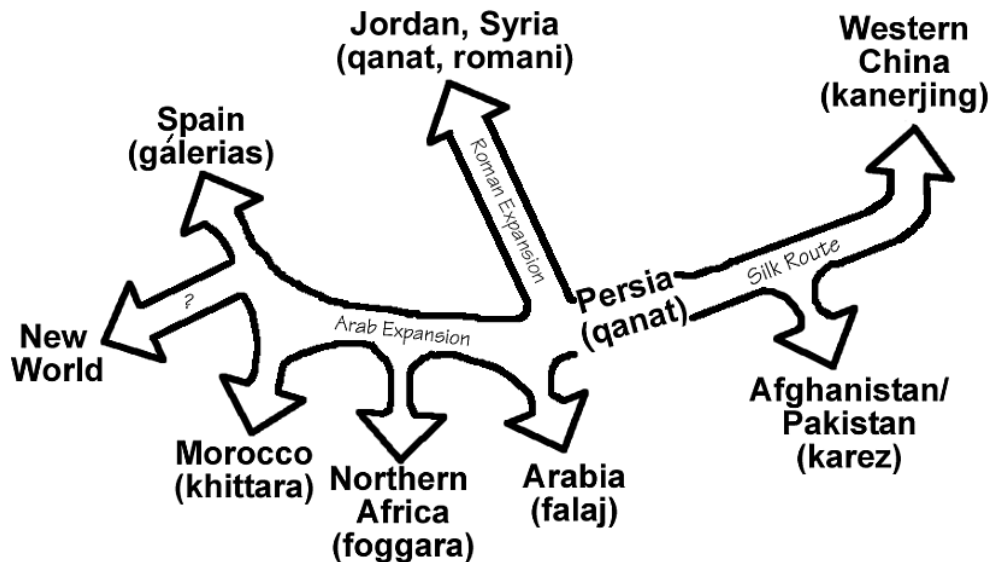 Jordan, Syria
(qanat, romani)
Western
China
(kanerjing)
Spain
(gálerias)
Roman Expansion
Silk Route
Persia
(qanat)
?
Arab Expansion
New
World
Afghanistan/
Pakistan
(karez)
Morocco
(khittara)
Northern
Africa
(foggara)
Arabia
(falaj)